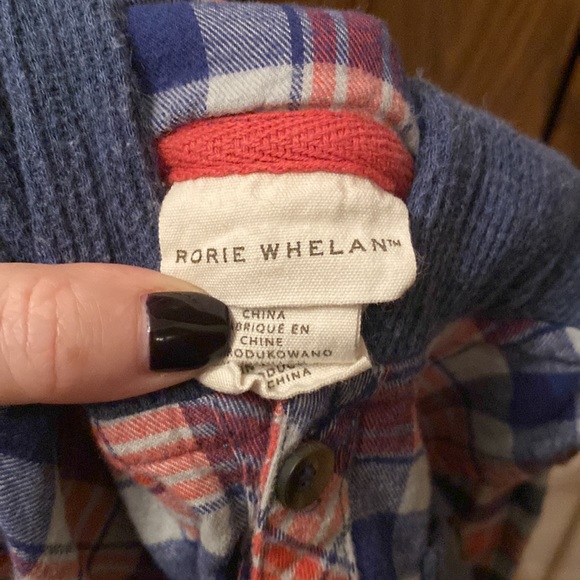 RORIE WHELAN™
CHINA
BRIQUE EN
CHINE
ODUKOWANO
CHINA